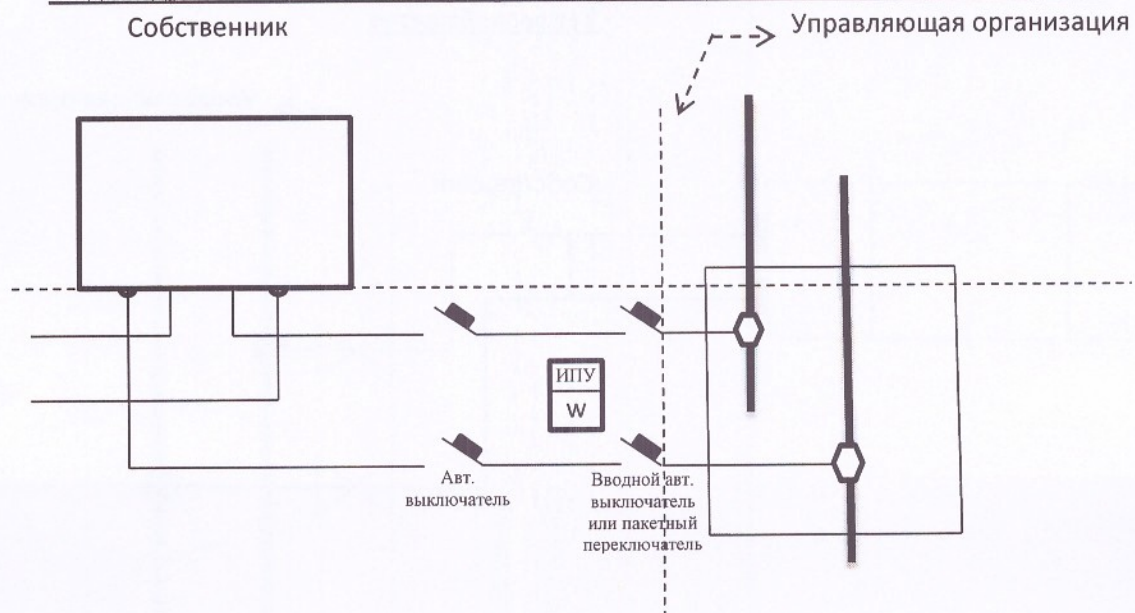 Собственник
Управляющая организация
ИПУ
W
Авт.
выключатель
Вводной авт.
выключатель
или пакетный
переключатель